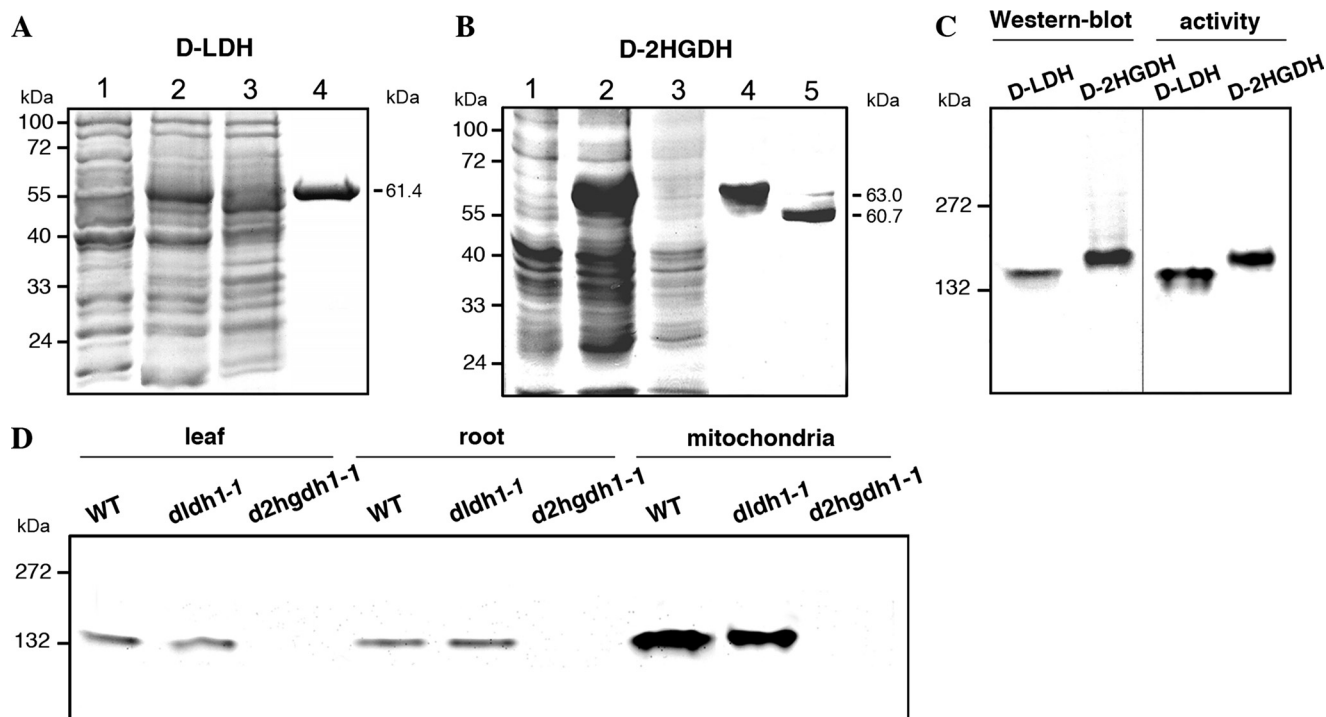 A
D-LDH
1 2 3 4
kDa
kDa
100
72
55
40
33
24
61.4
B
D-2HGDH
1 2 3 4 5
kDa
kDa
100
72
55
40
33
24
63.0
60.7
C
Western-blot activity
D-LDH D-2HGDH D-LDH D-2HGDH
kDa
272
132
D
leaf root mitochondria
WT dldh1-1 d2hgdh1-1 WT dldh1-1 d2hgdh1-1 WT dldh1-1 d2hgdh1-1
kDa
272
132